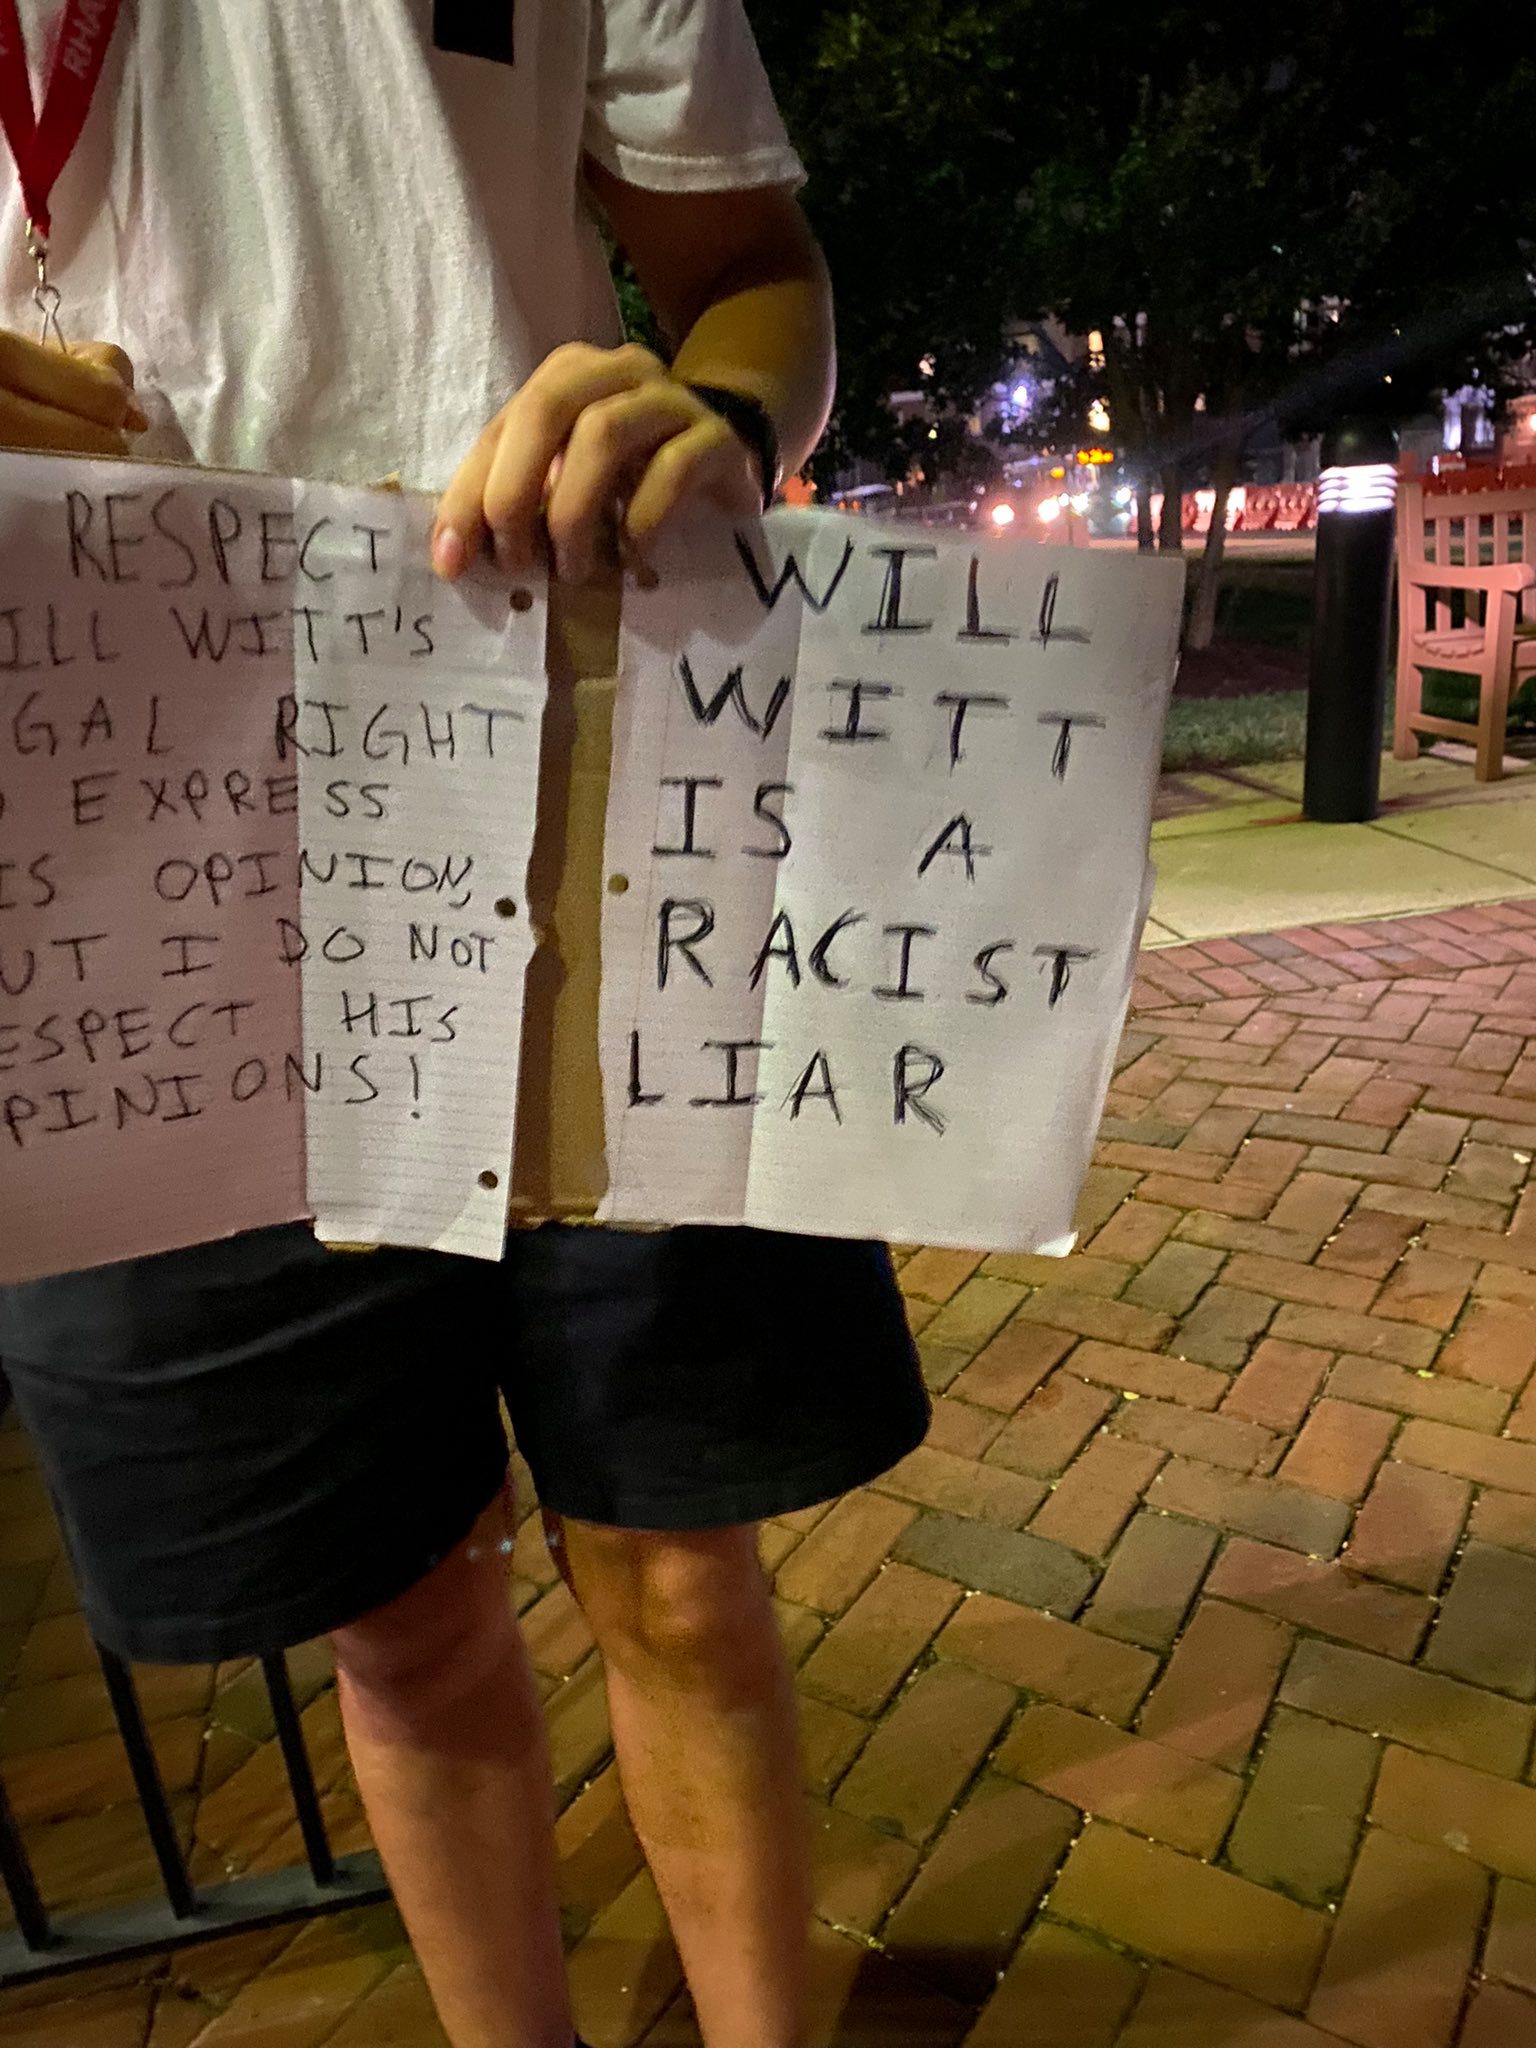 RHA
RESPECT
ILL WITT'S
GAL RIGHT
EXPRESS
IS OPINION,
UT I DO NOT
ESPECT HIS
PINIONS!
WILL
WITT
IS A
RACIST
LIAR